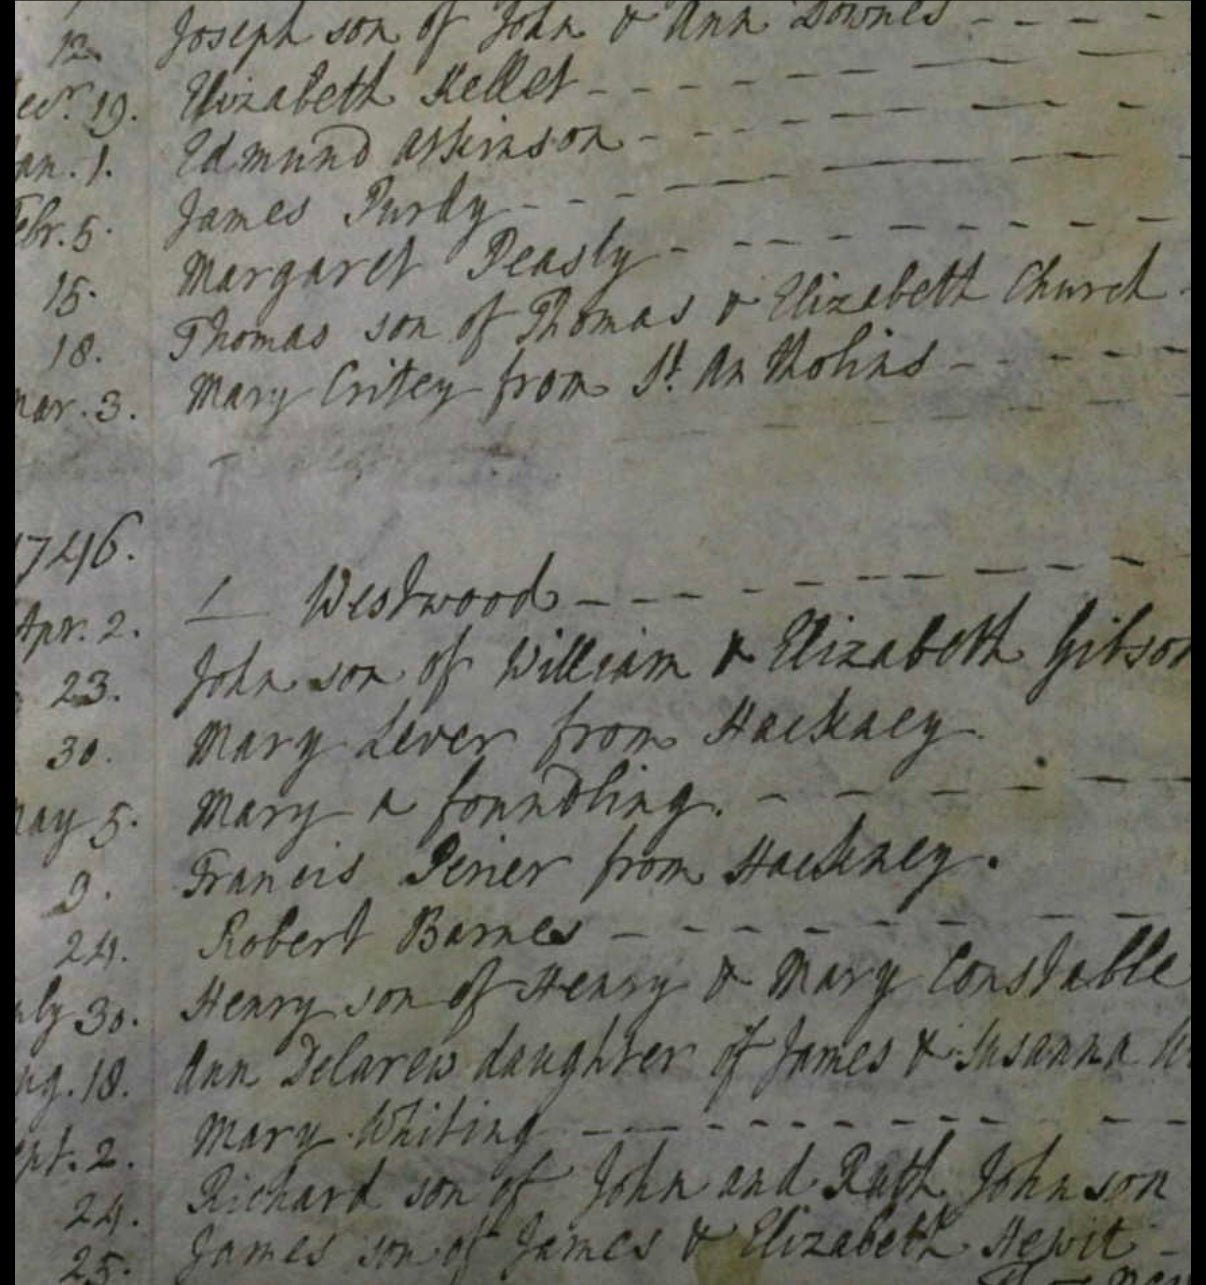 12. Joseph son of John & Ann Downes - - - -
Decr. 19. Elizabeth Kellet - - - - - -
Jan. 1. Edmund Atkinson - - - - - -
Febr. 5. James Purdy - - - - - -
15. Margaret Peasly - - - - - -
18. Thomas son of Thomas & Elizabeth Church -
Mar. 3. Mary Critey from St. An tholins - - - - -
1746.
Apr. 2. — Westwood - - - - - -
23. John son of William & Elizabeth Gibson
30. Mary Lever from Hackney.
May 5. Mary a foundling. - - - - -
9. Francis Perier from Hackney.
24. Robert Barnes - - - - - -
July 30. Henry son of Henry & Mary Constable
Aug. 18. Ann Delarew daughter of James & Susanna
Sept. 2. Mary Whiting - - - - - -
24. Richard son of John and Ruth Johnson
25. James son of James & Elizabeth Hewit -